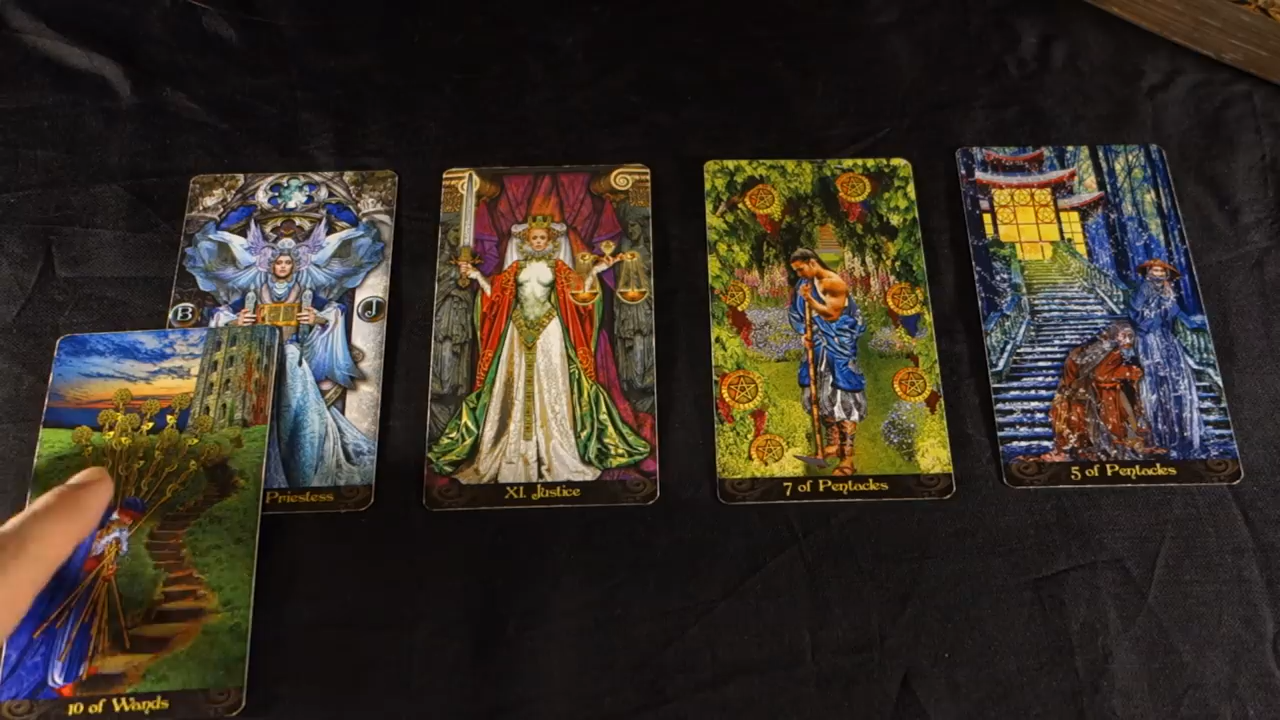 B J
Priestess
XI. Justice
7 of Pentacles
5 of Pentacles
10 of Wands